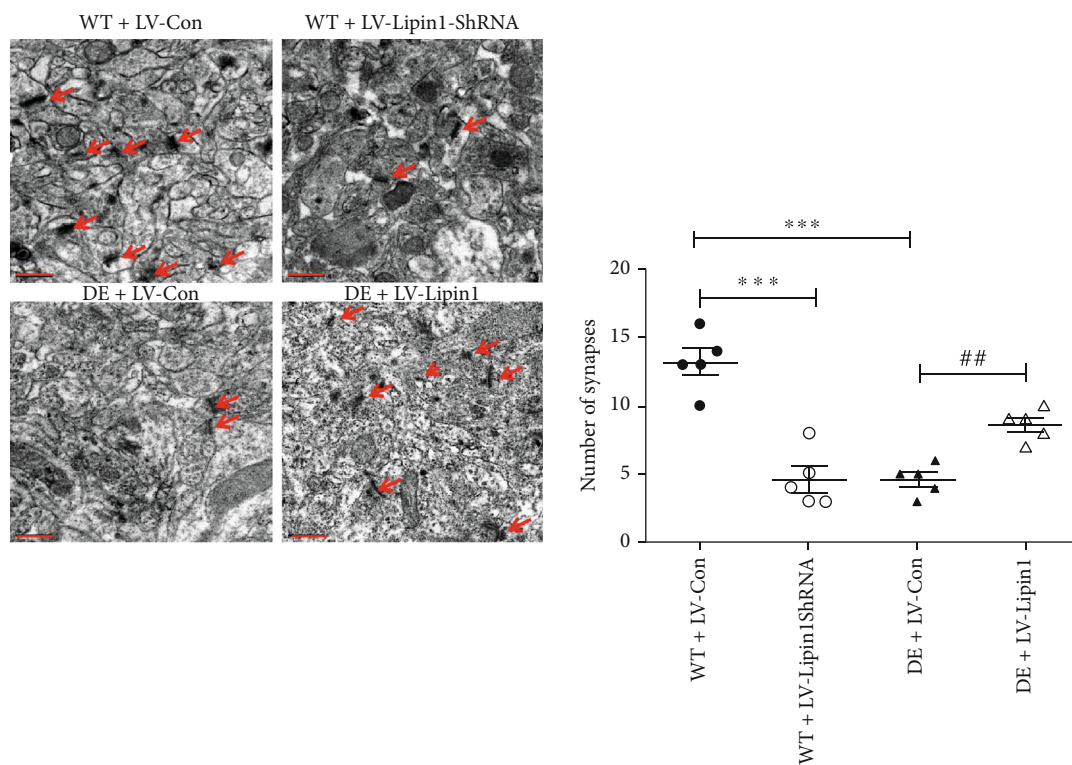 WT + LV-Con
WT + LV-Lipin1-ShRNA
DE + LV-Con
DE + LV-Lipin1
***
***
##
Number of synapses
20
15
10
5
0
WT + LV-Con
WT + LV-Lipin1ShRNA
DE + LV-Con
DE + LV-Lipin1